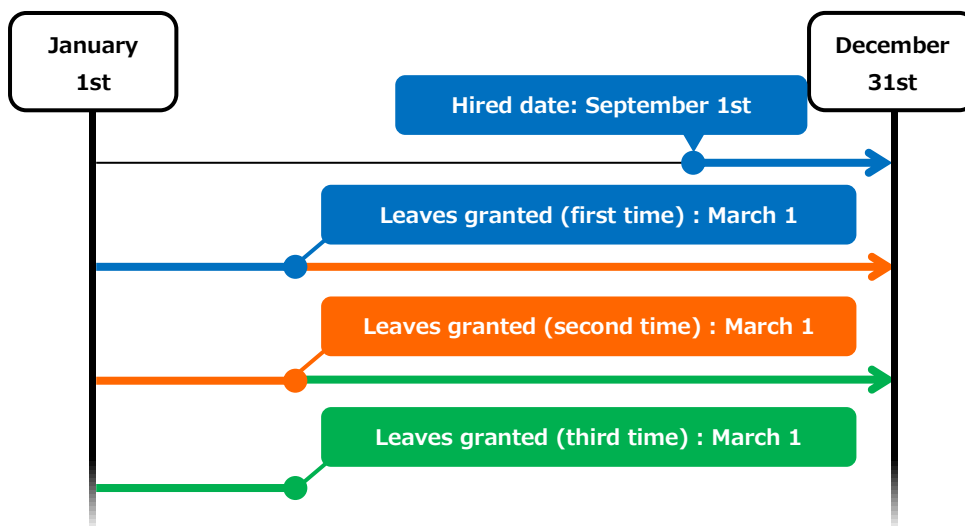 January
1st
December
31st
Hired date: September 1st
Leaves granted (first time) : March 1
Leaves granted (second time) : March 1
Leaves granted (third time) : March 1